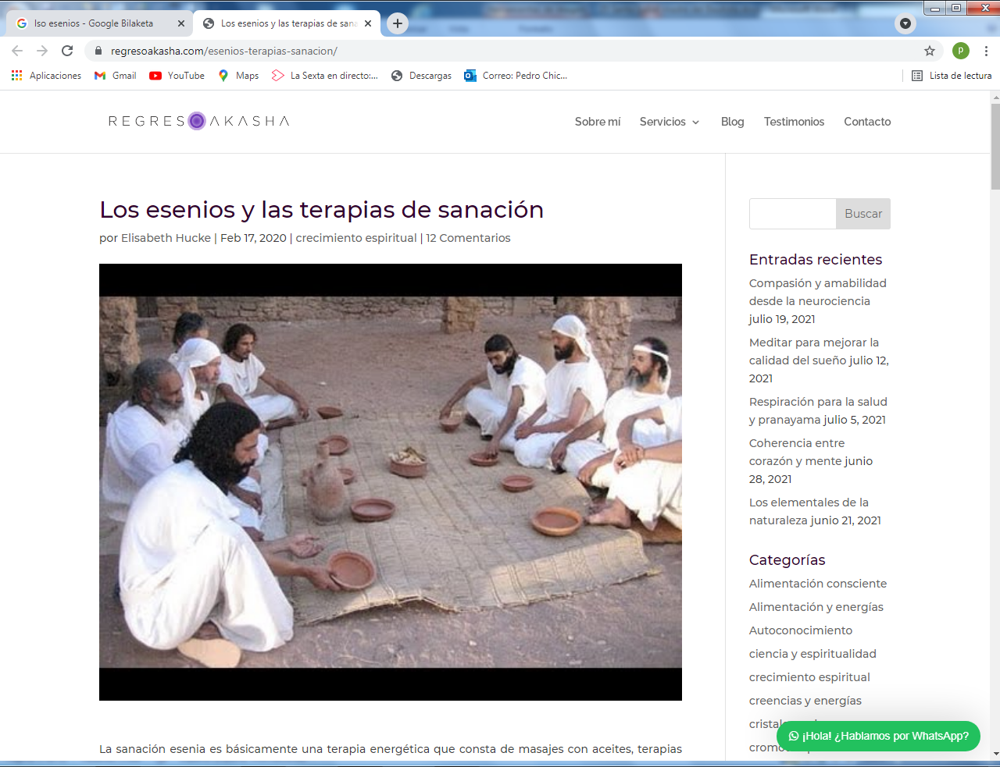 Iso esenios - Google Bilaketa
Los esenios y las terapias de sana
regresoakasha.com/esenios-terapias-sanacion/
P
Aplicaciones
Gmail
YouTube
Maps
La Sexta en directo:...
Descargas
Correo: Pedro Chic...
Lista de lectura
REGRESOAKASHA
Sobre mí
Servicios
Blog
Testimonios
Contacto
Los esenios y las terapias de sanación
por Elisabeth Hucke | Feb 17, 2020 | crecimiento espiritual | 12 Comentarios
La sanación esenia es básicamente una terapia energética que consta de masajes con aceites, terapias
Buscar
Entradas recientes
Compasión y amabilidad
desde la neurociencia
julio 19, 2021
Meditar para mejorar la
calidad del sueño julio 12,
2021
Respiración para la salud
y pranayama julio 5, 2021
Coherencia entre
corazón y mente junio
28, 2021
Los elementales de la
naturaleza junio 21, 2021
Categorías
Alimentación consciente
Alimentación y energías
Autoconocimiento
ciencia y espiritualidad
crecimiento espiritual
creencias y energías
¡Hola! ¿Hablamos por WhatsApp?